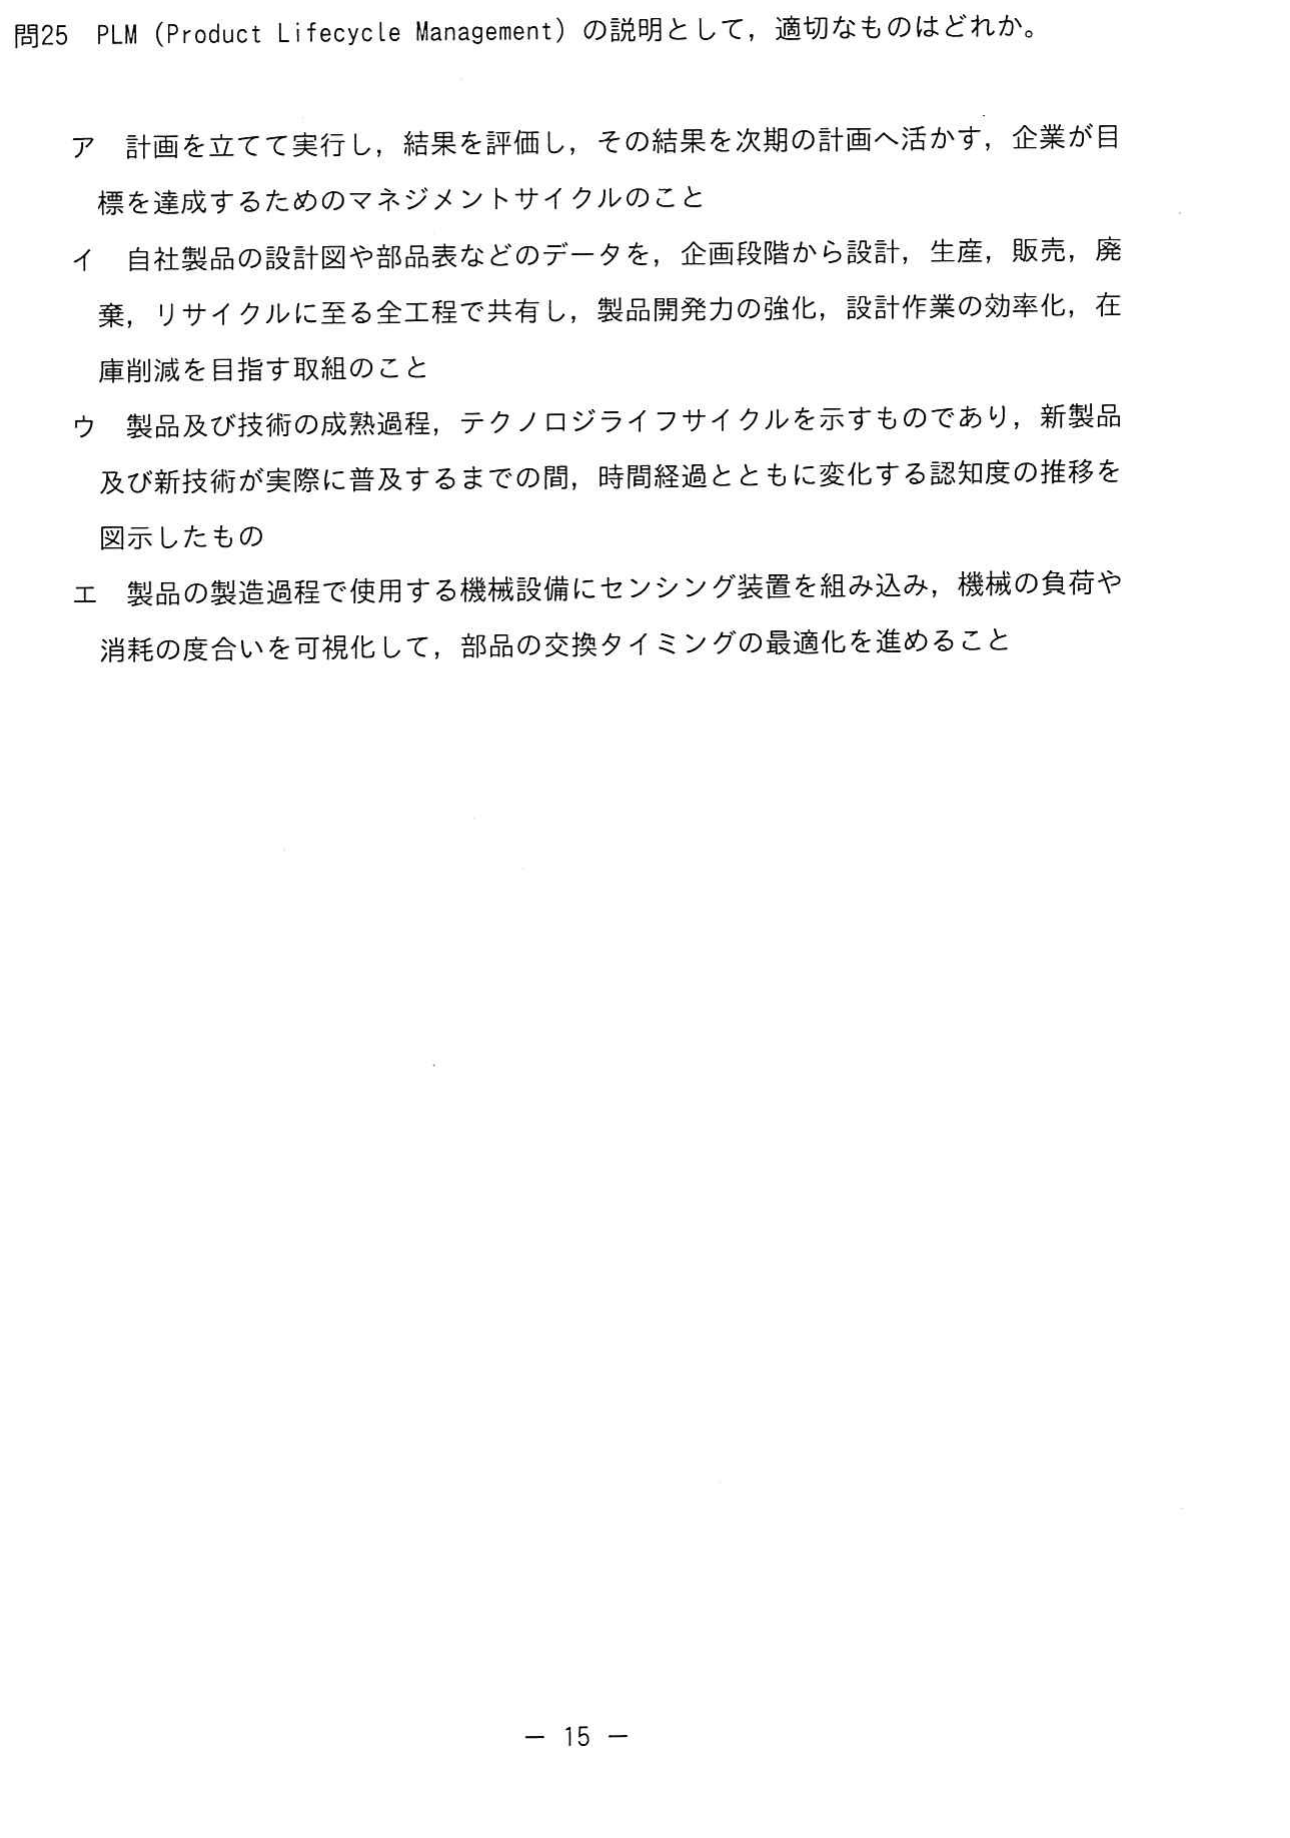 問25　PLM（Product Lifecycle Management）の説明として，適切なものはどれか。
ア　計画を立てて実行し，結果を評価し，その結果を次期の計画へ活かす，企業が目
標を達成するためのマネジメントサイクルのこと
イ　自社製品の設計図や部品表などのデータを，企画段階から設計，生産，販売，廃
棄，リサイクルに至る全工程で共有し，製品開発力の強化，設計作業の効率化，在
庫削減を目指す取組のこと
ウ　製品及び技術の成熟過程，テクノロジライフサイクルを示すものであり，新製品
及び新技術が実際に普及するまでの間，時間経過とともに変化する認知度の推移を
図示したもの
エ　製品の製造過程で使用する機械設備にセンシング装置を組み込み，機械の負荷や
消耗の度合いを可視化して，部品の交換タイミングの最適化を進めること
－ 15 －